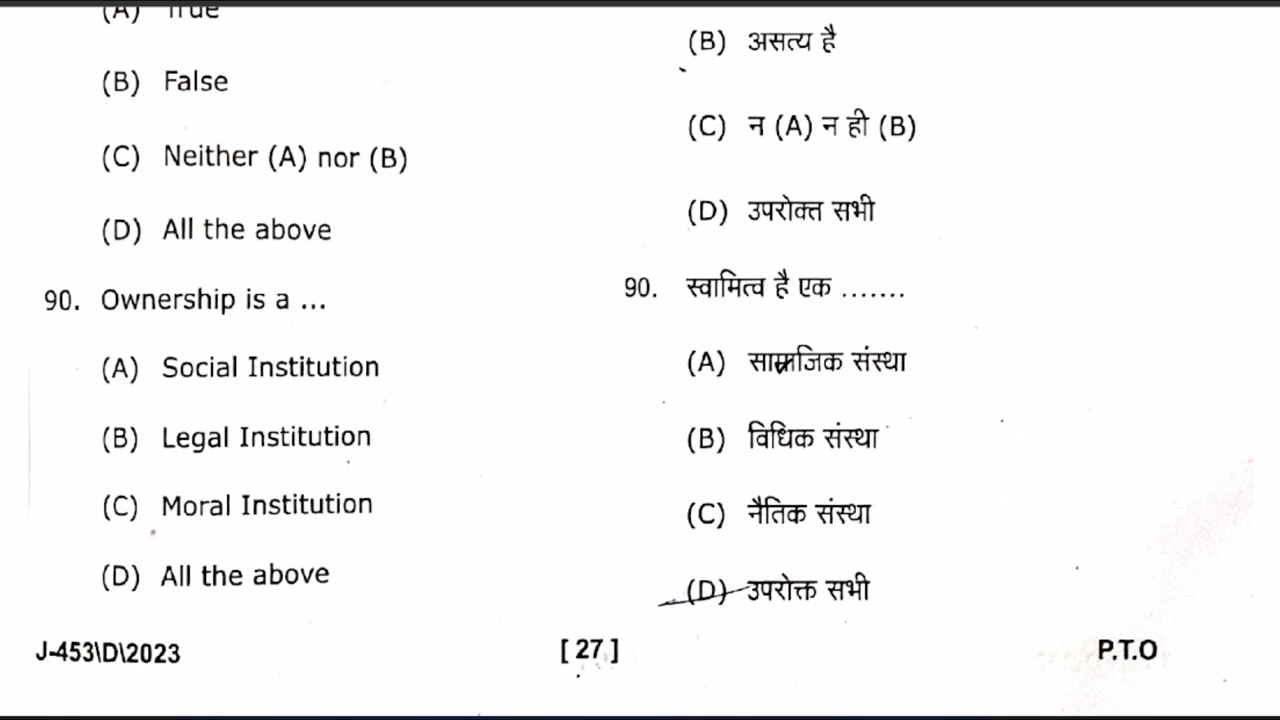 (A) True
(B) False
(C) Neither (A) nor (B)
(D) All the above
90. Ownership is a ...
(A) Social Institution
(B) Legal Institution
(C) Moral Institution
(D) All the above
J-453\D\2023
(B) असत्य है
(C) न (A) न ही (B)
(D) उपरोक्त सभी
90. स्वामित्व है एक .......
(A) सामाजिक संस्था
(B) विधिक संस्था
(C) नैतिक संस्था
(D) उपरोक्त सभी
[ 27 ]
P.T.O